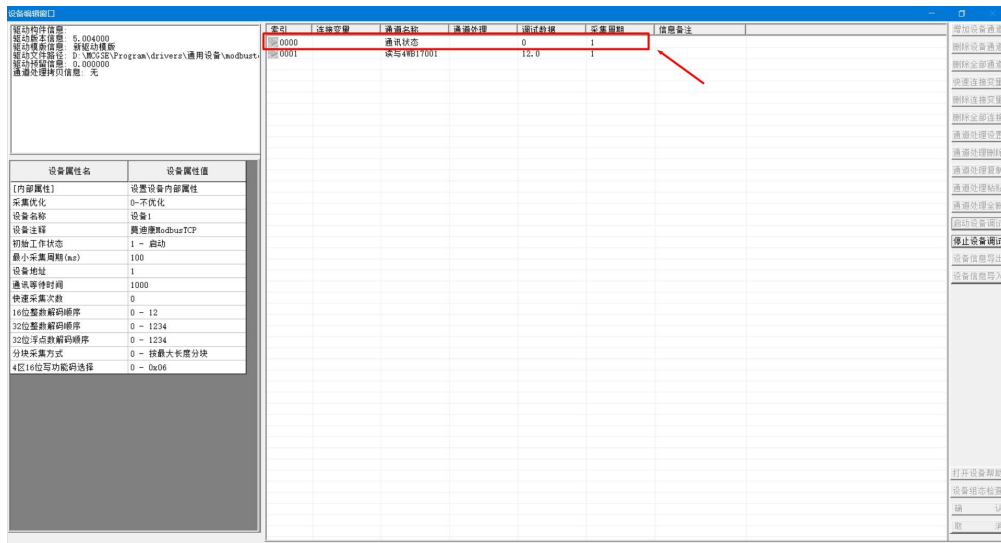 设备编辑窗口
驱动构件信息:
驱动版本信息: 5.004000
驱动模版信息: 新驱动模版
驱动文件路径: D:\MCGSE\Program\drivers\通用设备\modbust
驱动预留信息: 0.000000
通道处理拷贝信息: 无
设备属性名 设备属性值
[内部属性] 设置设备内部属性
采集优化 0-不优化
设备名称 设备1
设备注释 莫迪康ModbusTCP
初始工作状态 1 - 启动
最小采集周期(ms) 100
设备地址 1
通讯等待时间 1000
快速采集次数 0
16位整数解码顺序 0 - 12
32位整数解码顺序 0 - 1234
32位浮点数解码顺序 0 - 1234
分块采集方式 0 - 按最大长度分块
4区16位写功能码选择 0 - 0x06
索引 连接变量 通道名称 通道处理 调试数据 采集周期 信息备注
0000 通讯状态 0 1
0001 读写4WB17001 12.0 1
增加设备通道
删除设备通道
删除全部通道
快速连接变量
删除连接变量
删除全部连接
通道处理设置
通道处理删除
通道处理复制
通道处理粘贴
通道处理全删
启动设备调试
停止设备调试
设备信息导出
设备信息导入
打开设备帮助
设备组态检查
确 认
取 消